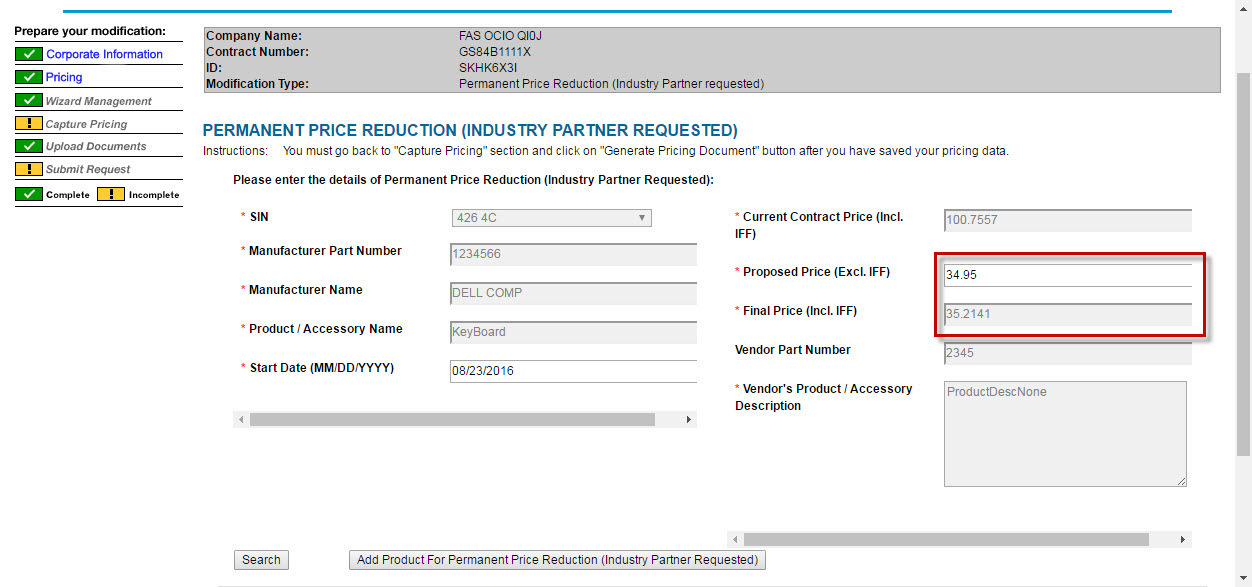 Prepare your modification:
Corporate Information
Pricing
Wizard Management
Capture Pricing
Upload Documents
Submit Request
Complete Incomplete
Company Name: FAS OCIO QI0J
Contract Number: GS84B1111X
ID: SKHK6X3I
Modification Type: Permanent Price Reduction (Industry Partner requested)
PERMANENT PRICE REDUCTION (INDUSTRY PARTNER REQUESTED)
Instructions: You must go back to "Capture Pricing" section and click on "Generate Pricing Document" button after you have saved your pricing data.
Please enter the details of Permanent Price Reduction (Industry Partner Requested):
* SIN 426 4C
* Manufacturer Part Number 1234566
* Manufacturer Name DELL COMP
* Product / Accessory Name KeyBoard
* Start Date (MM/DD/YYYY) 08/23/2016
* Current Contract Price (Incl. 100.7557
IFF)
* Proposed Price (Excl. IFF) 34.95
* Final Price (Incl. IFF) 35.2141
Vendor Part Number 2345
* Vendor's Product / Accessory ProductDescNone
Description
Search Add Product For Permanent Price Reduction (Industry Partner Requested)